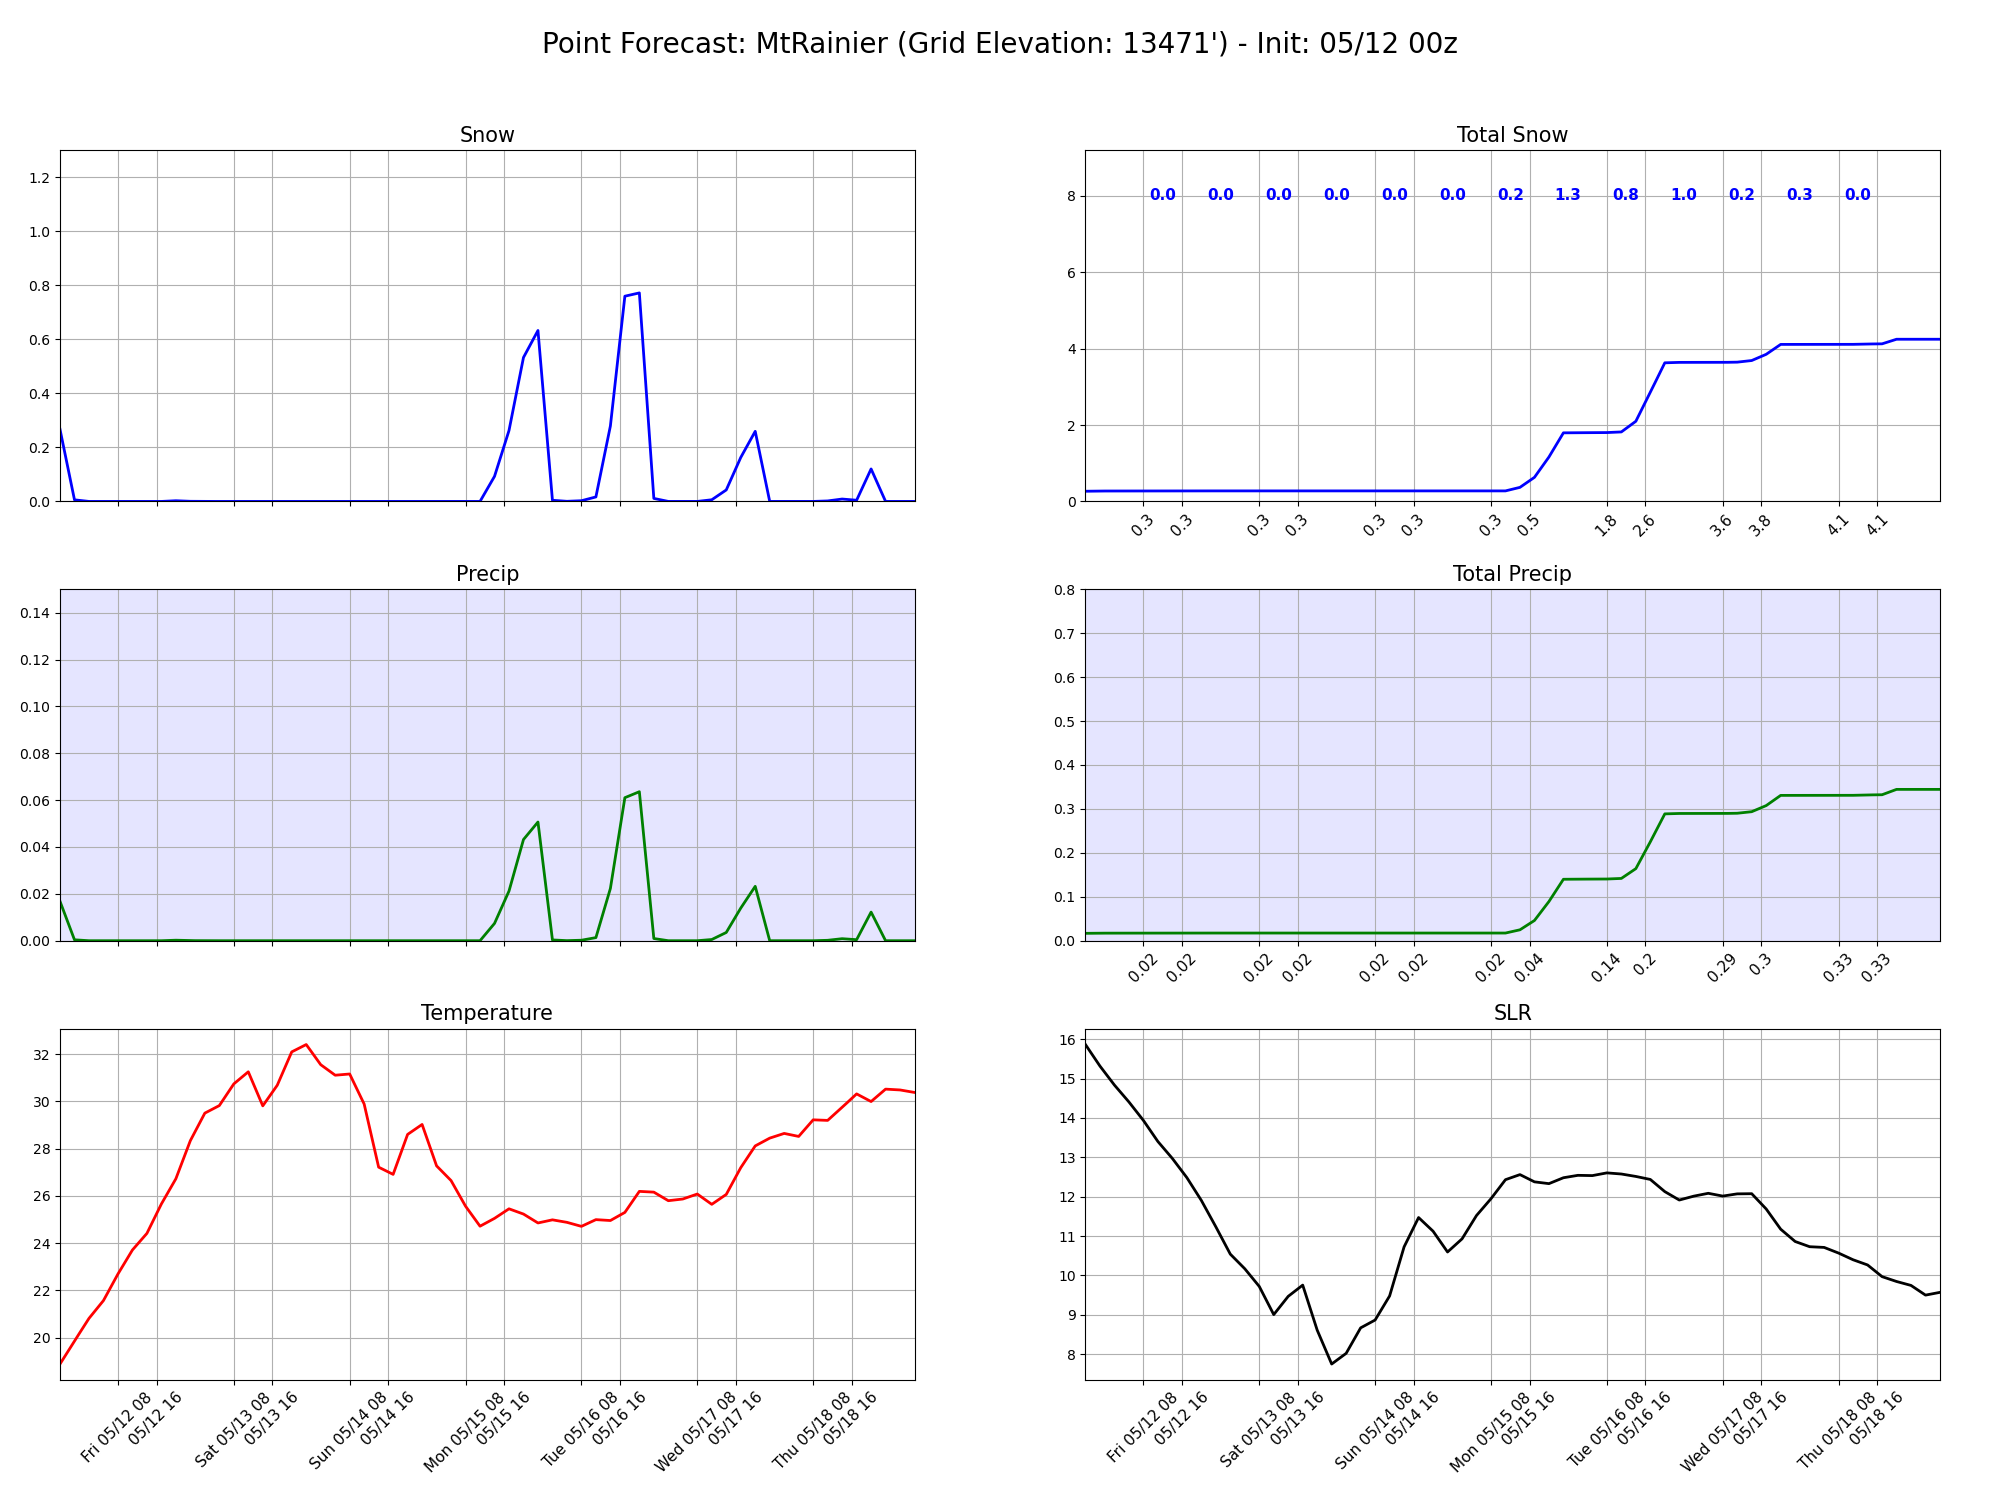 Point Forecast: MtRainier (Grid Elevation: 13471') - Init: 05/12 00z
Snow
1.2
1.0
0.8
0.6
0.4
0.2
0.0
Total Snow
0.0 0.0 0.0 0.0 0.0 0.0 0.2 1.3 0.8 1.0 0.2 0.3 0.0
8
6
4
2
0
0.3 0.3 0.3 0.3 0.3 0.3 0.3 0.5 1.8 2.6 3.6 3.8 4.1 4.1
Precip
0.14
0.12
0.10
0.08
0.06
0.04
0.02
0.00
Total Precip
0.8
0.7
0.6
0.5
0.4
0.3
0.2
0.1
0.0
0.02 0.02 0.02 0.02 0.02 0.02 0.02 0.04 0.14 0.2 0.29 0.3 0.33 0.33
Temperature
32
30
28
26
24
22
20
Fri 05/12 08
05/12 16
Sat 05/13 08
05/13 16
Sun 05/14 08
05/14 16
Mon 05/15 08
05/15 16
Tue 05/16 08
05/16 16
Wed 05/17 08
05/17 16
Thu 05/18 08
05/18 16
SLR
16
15
14
13
12
11
10
9
8
Fri 05/12 08
05/12 16
Sat 05/13 08
05/13 16
Sun 05/14 08
05/14 16
Mon 05/15 08
05/15 16
Tue 05/16 08
05/16 16
Wed 05/17 08
05/17 16
Thu 05/18 08
05/18 16